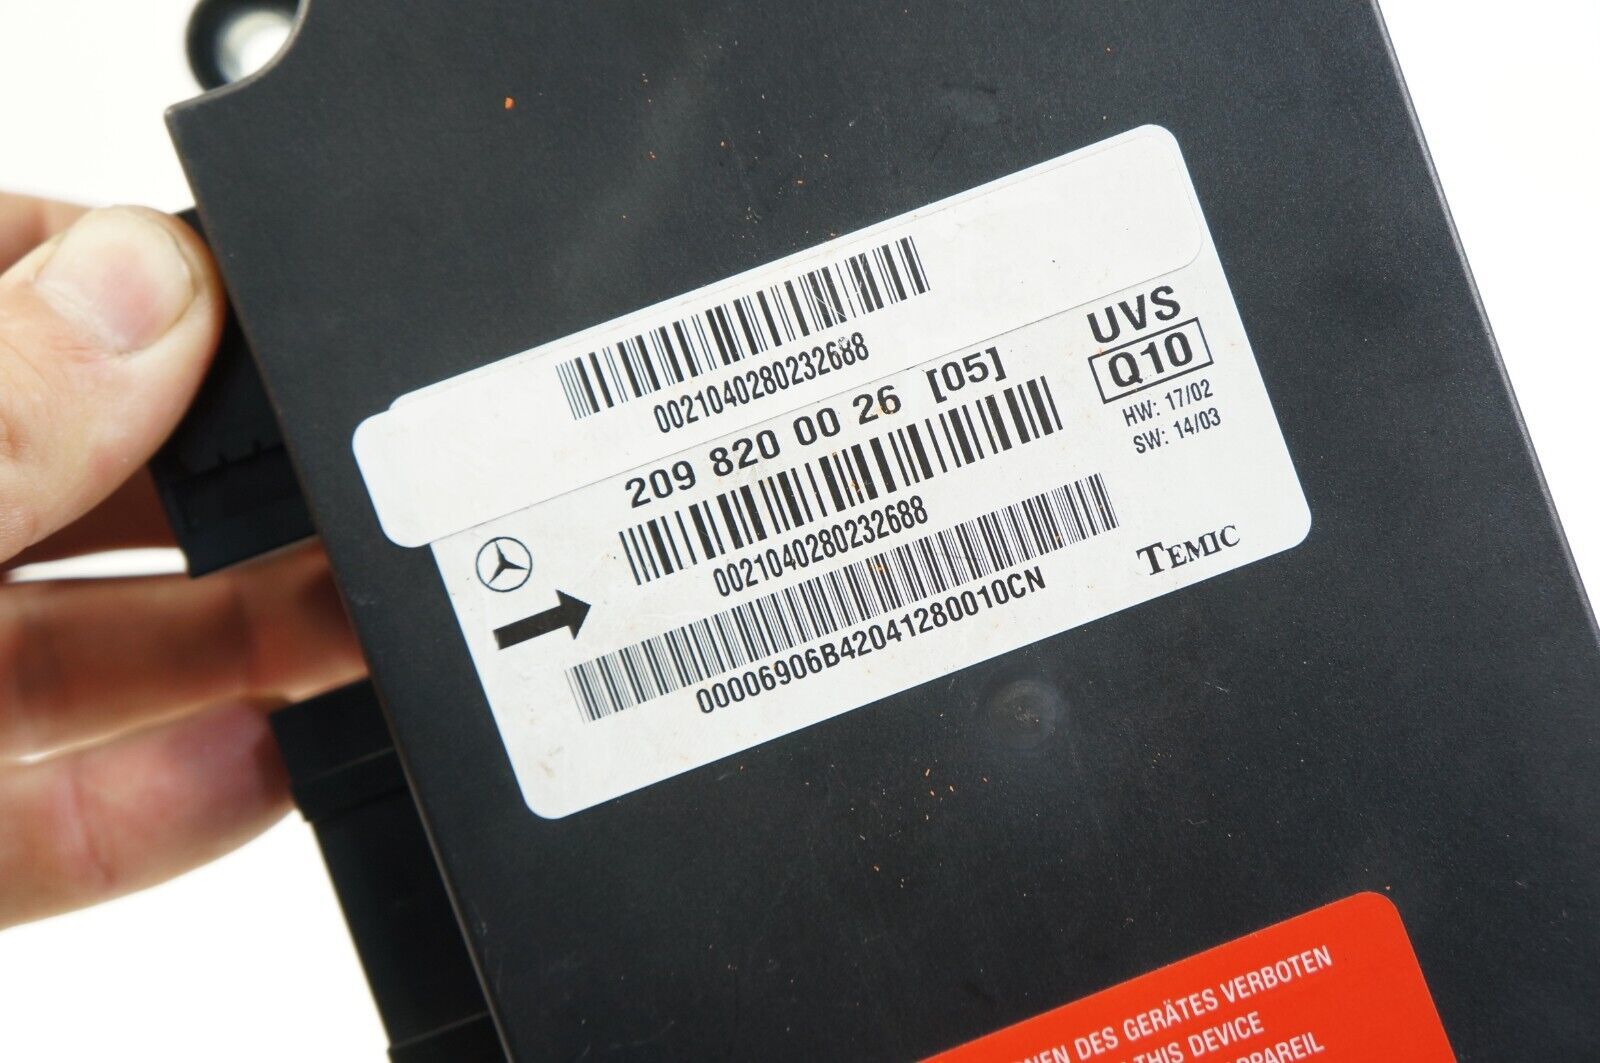 0021040280232688
209 820 00 26 [05]
UVS
Q10
HW: 17/02
SW: 14/03
0021040280232688
00006906B42041280010CN
TEMIC
DES GERÄTES VERBOTEN
THIS DEVICE